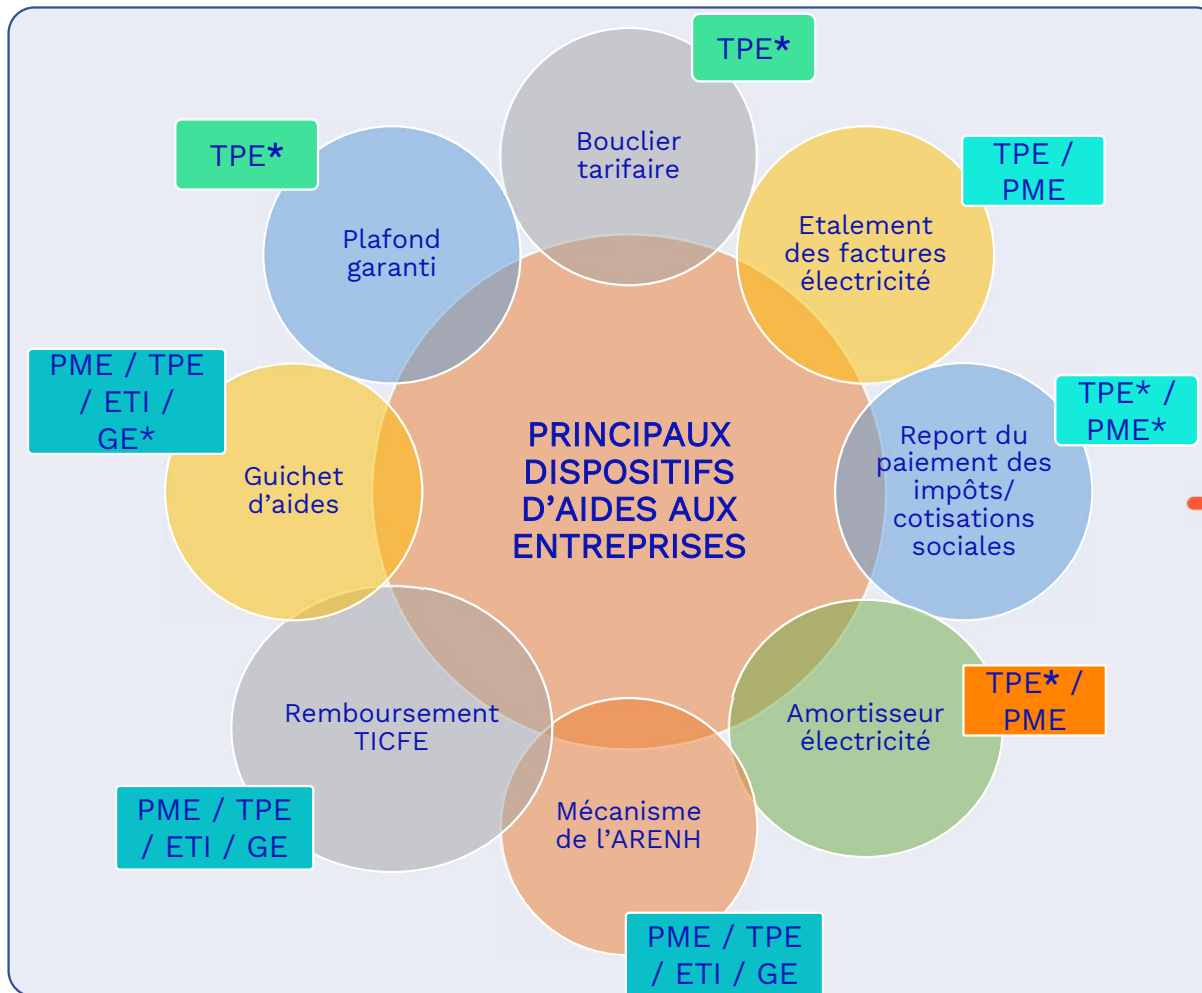 TPE*
Bouclier
tarifaire
TPE /
PME
Etalement
des factures
électricité
TPE* /
PME*
Report du
paiement des
impôts/
cotisations
sociales
TPE* /
PME
Amortisseur
électricité
Mécanisme
de l’ARENH
PME / TPE
/ ETI / GE
Remboursement
TICFE
PME / TPE
/ ETI / GE
PME / TPE
/ ETI /
GE*
Guichet
d’aides
TPE*
Plafond
garanti
PRINCIPAUX
DISPOSITIFS
D’AIDES AUX
ENTREPRISES